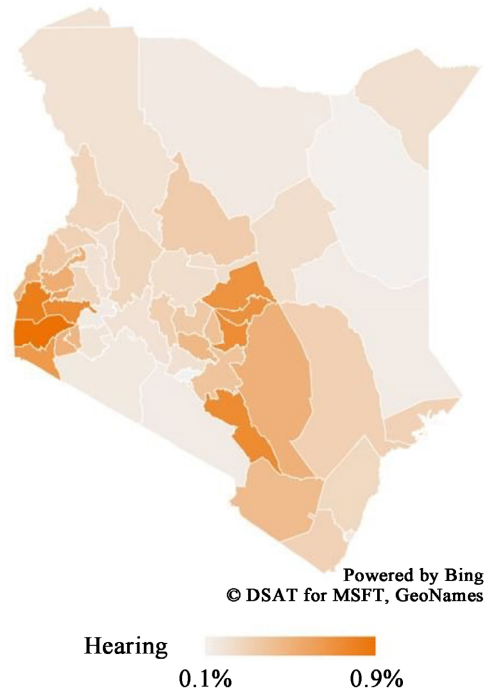 Powered by Bing
© DSAT for MSFT, GeoNames
Hearing
0.1%
0.9%